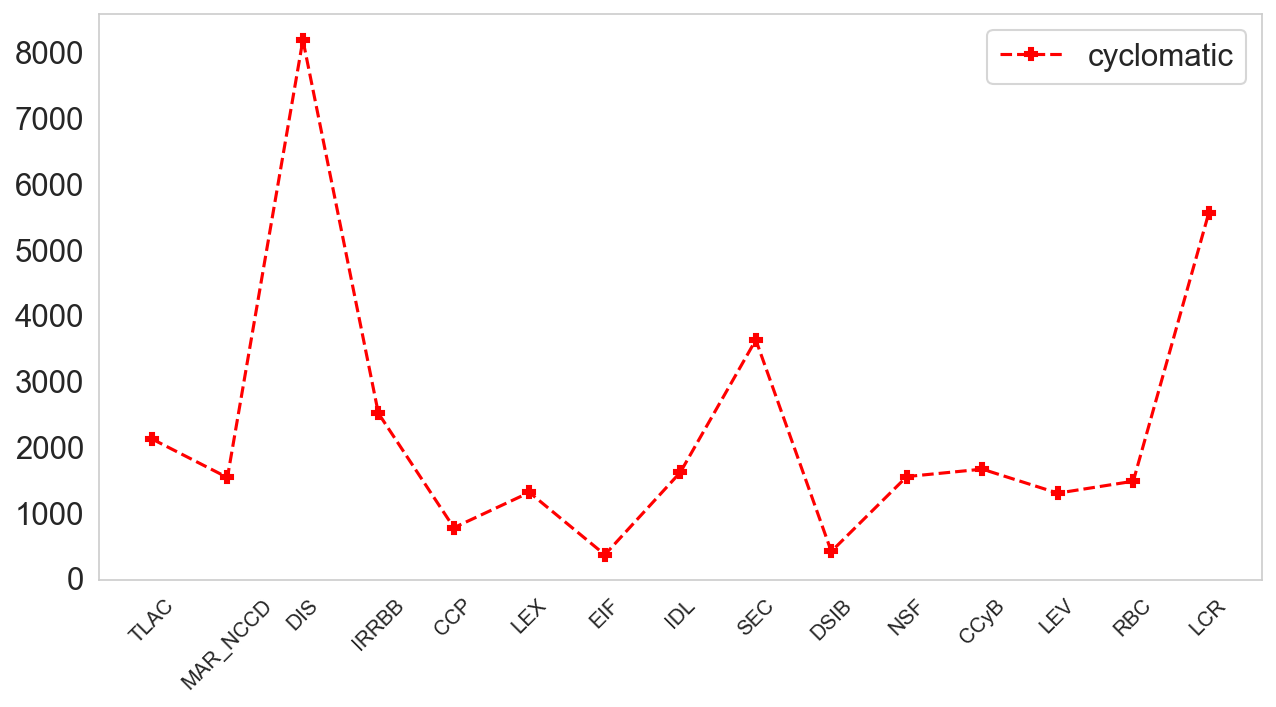 cyclomatic
8000
7000
6000
5000
4000
3000
2000
1000
0
TLAC
MAR_NCCD
DIS
IRRBB
CCP
LEX
EIF
IDL
SEC
DSIB
NSF
CCyB
LEV
RBC
LCR